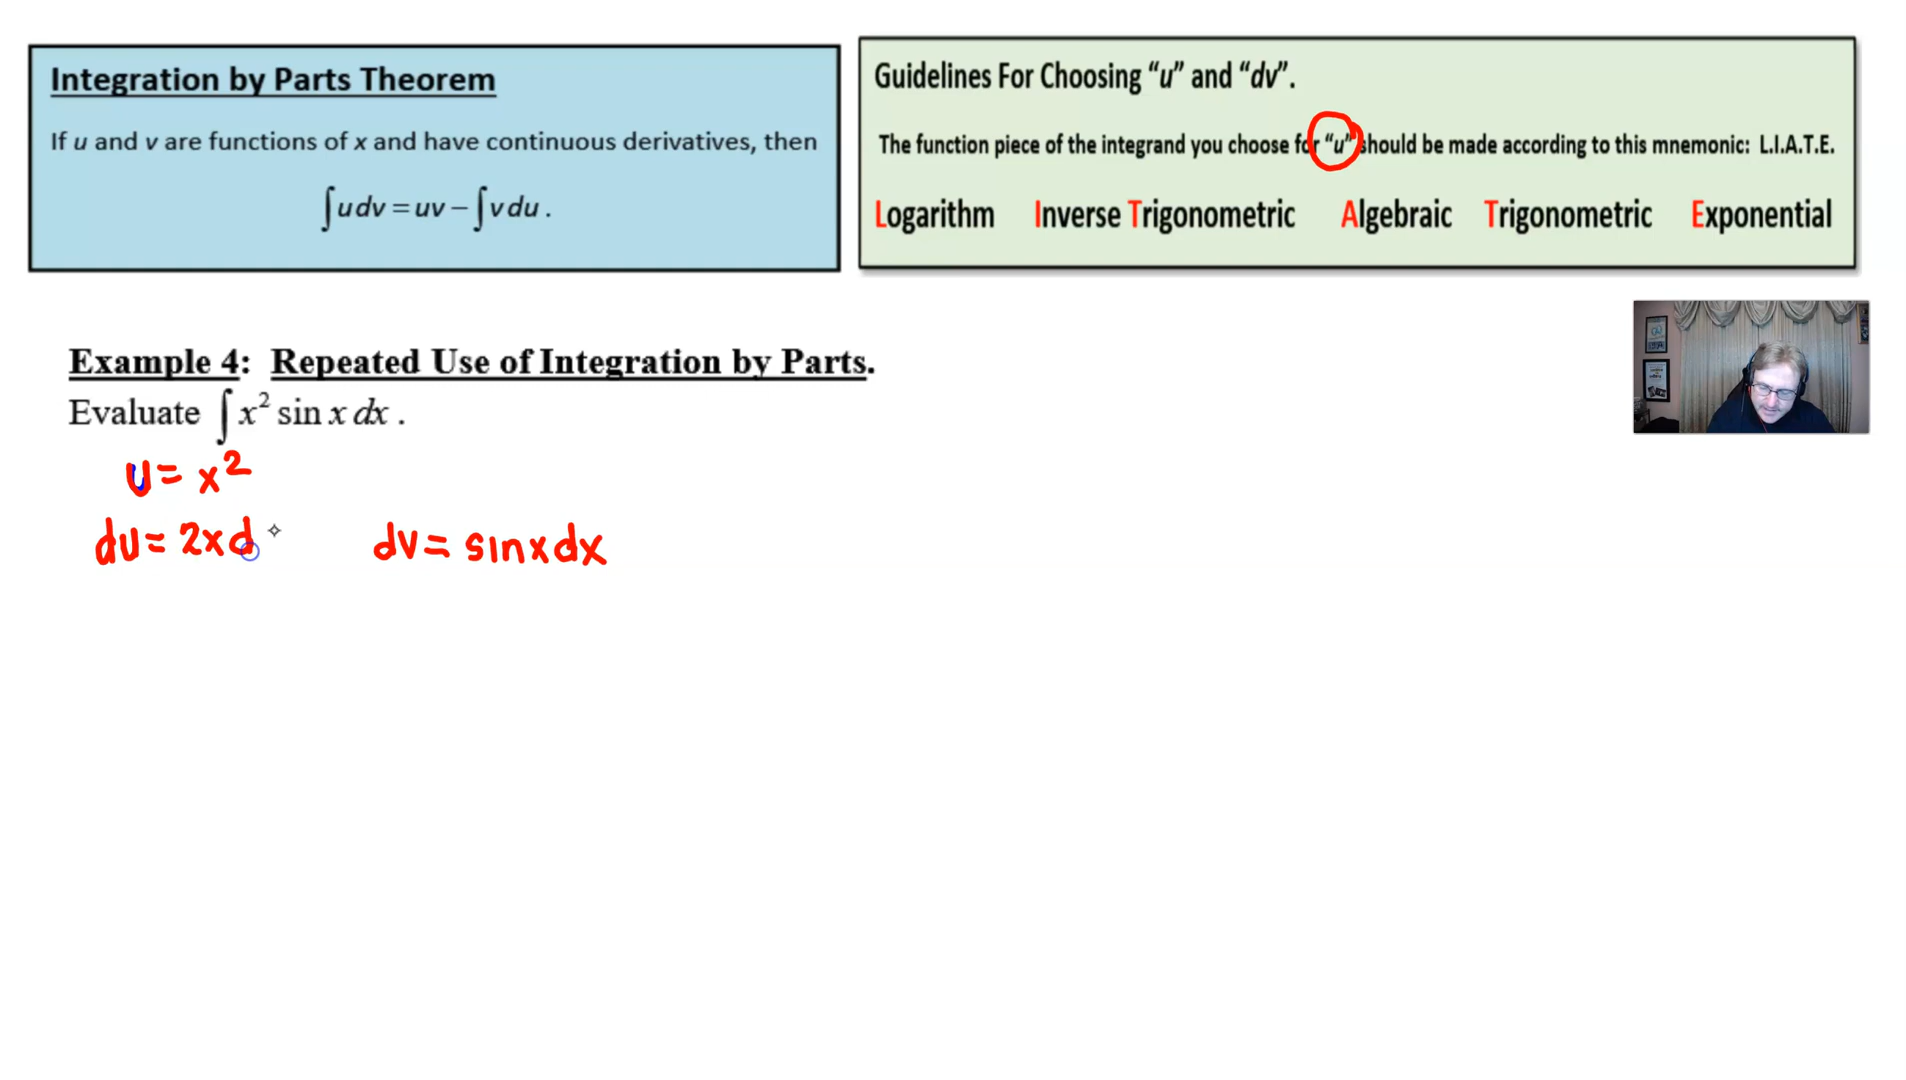 Integration by Parts Theorem
If u and v are functions of x and have continuous derivatives, then
∫u dv = uv − ∫v du .
Guidelines For Choosing “u” and “dv”.
The function piece of the integrand you choose for “u” should be made according to this mnemonic: L.I.A.T.E.
Logarithm Inverse Trigonometric Algebraic Trigonometric Exponential
Example 4: Repeated Use of Integration by Parts.
Evaluate ∫ x² sin x dx .
u = x²
du = 2x d
dv = sinx dx